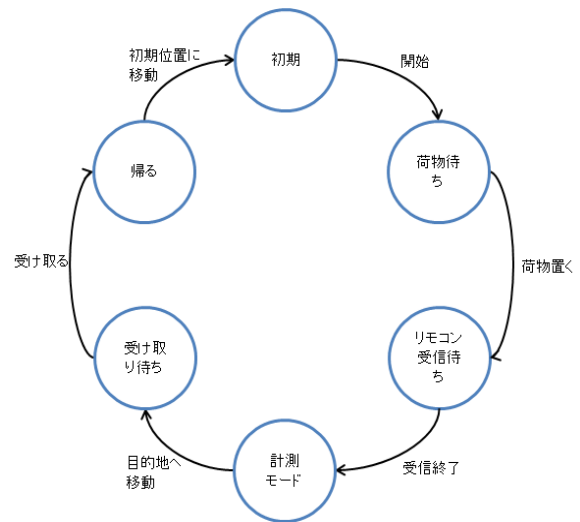 初期
開始
荷物待
ち
荷物置く
リモコン
受信待
ち
受信終了
計測
モード
目的地へ
移動
受け取
り待ち
受け取る
帰る
初期位置に
移動